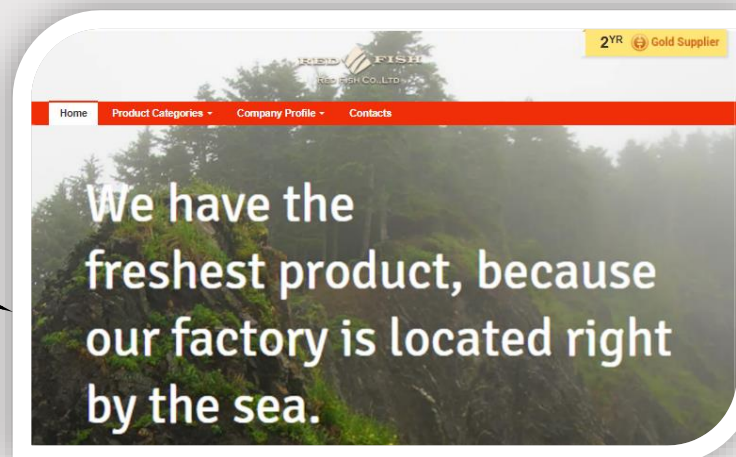 2YR Gold Supplier
RED FISH
RED FISH CO.,LTD
Home Product Categories Company Profile Contacts
We have the
freshest product, because
our factory is located right
by the sea.